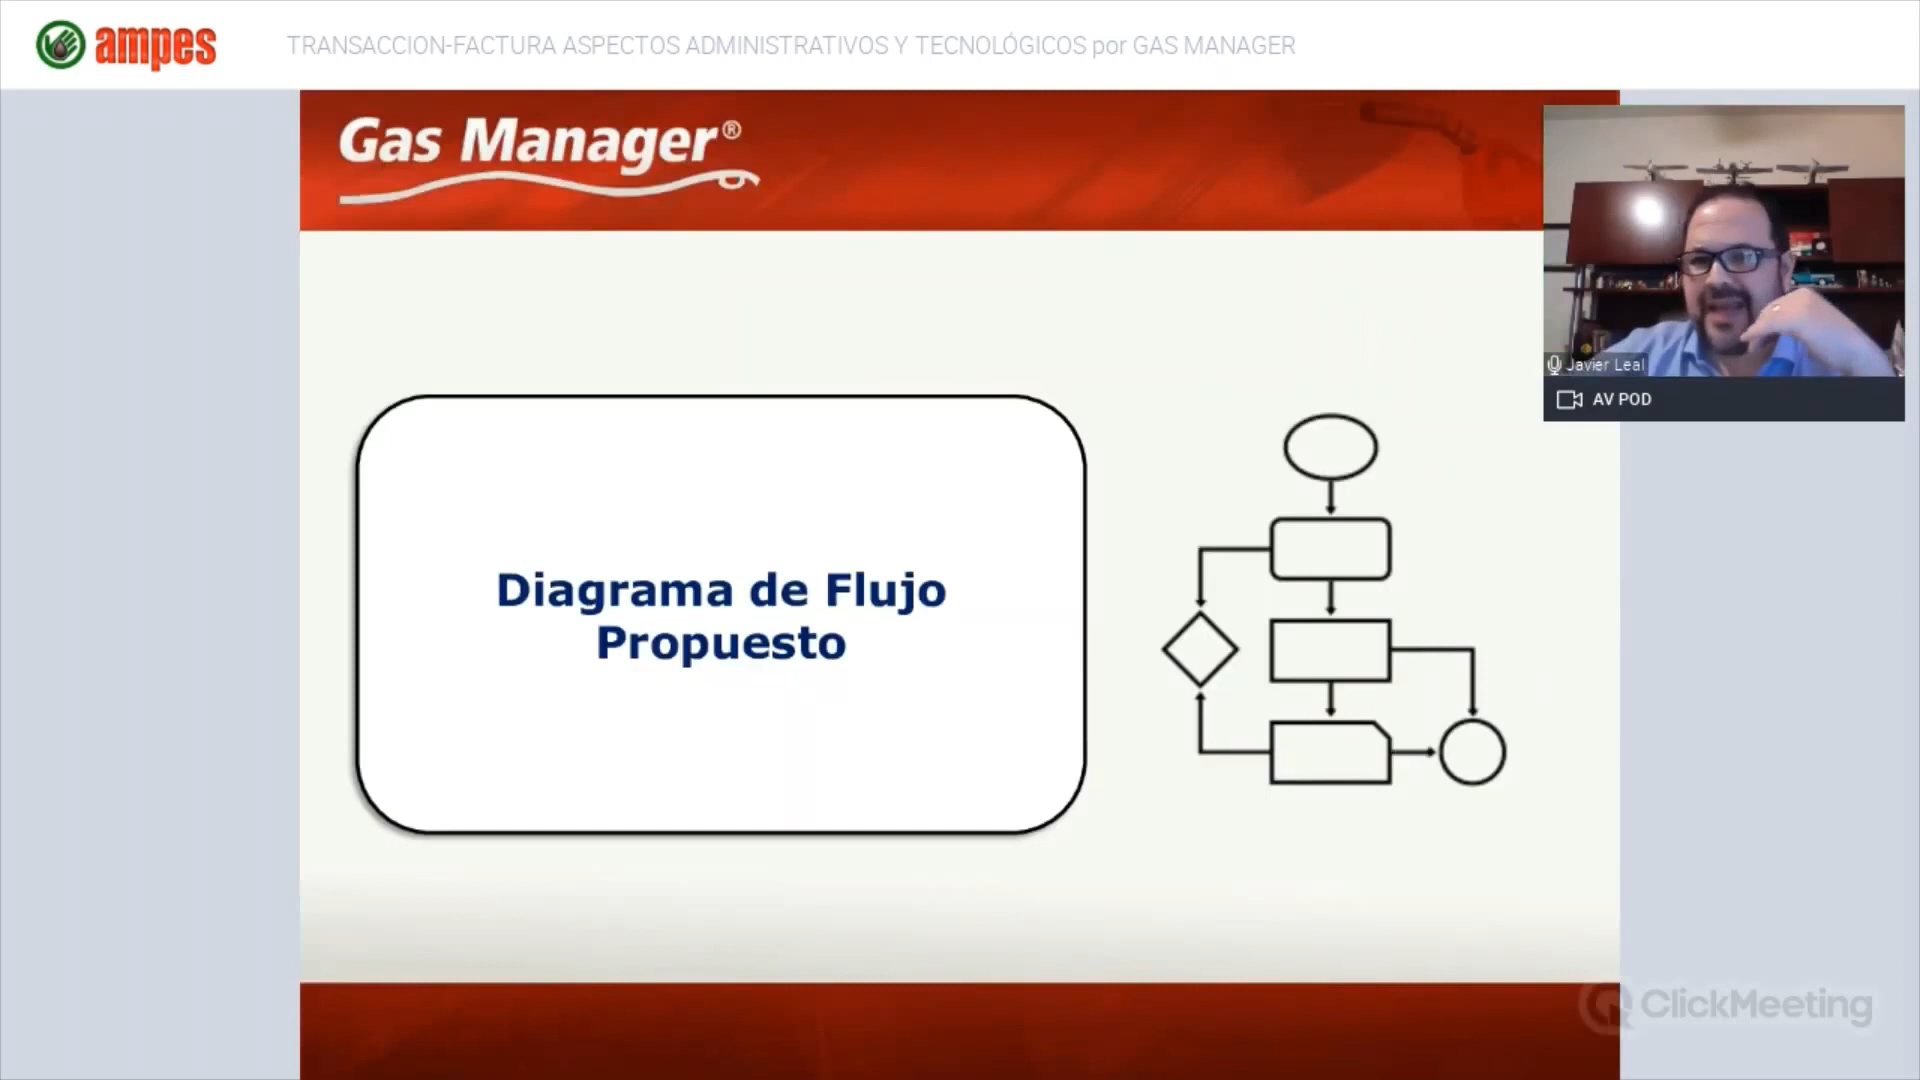 ampes
TRANSACCION-FACTURA ASPECTOS ADMINISTRATIVOS Y TECNOLÓGICOS por GAS MANAGER
Gas Manager®
Javier Leal
AV POD
Diagrama de Flujo
Propuesto
ClickMeeting